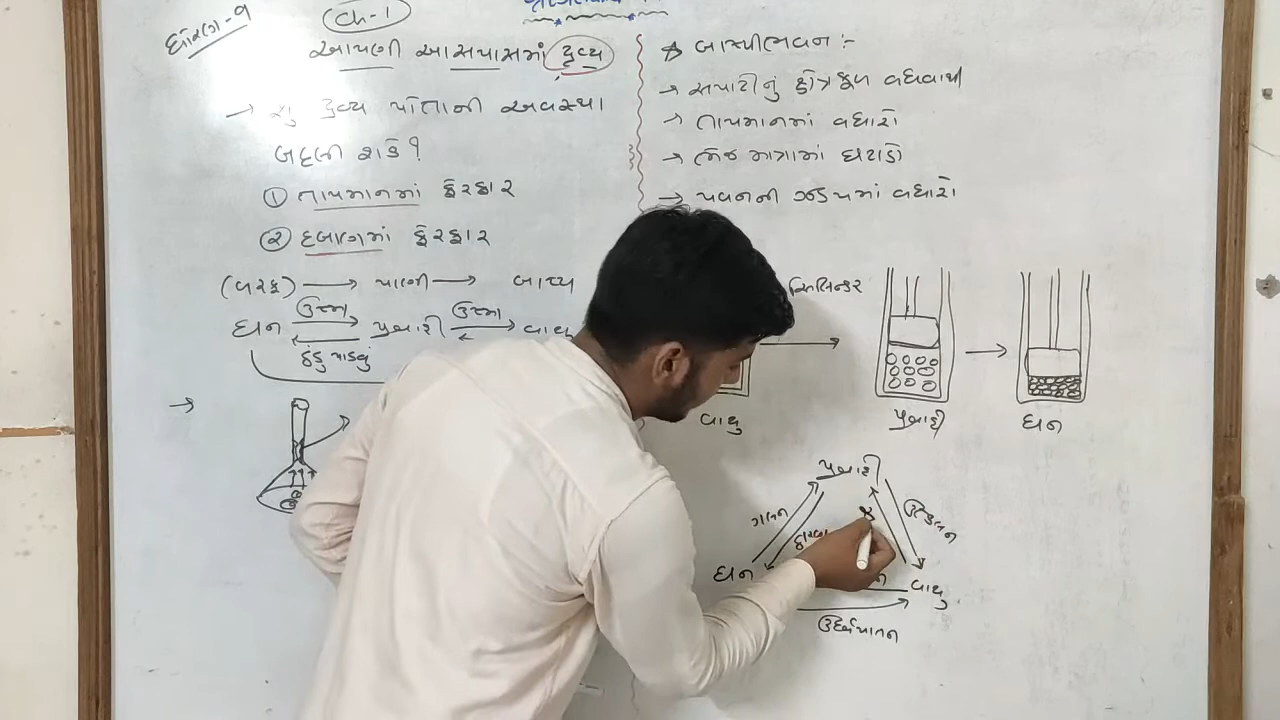 ધોરણ-૧
Ch-1
આપણી આસપાસમાં દ્રવ્ય
→ શું દ્રવ્ય પોતાની અવસ્થા
બદલી શકે?
① તાપમાનમાં ફેરફાર
② દબાણમાં ફેરફાર
(બરફ) → પાણી → બાષ્પ
ઉષ્મા ઉષ્મા
ઘન પ્રવાહી વાયુ
ઠંડુ પાડવું
→
* બાષ્પીભવન :-
→ સપાટીનું ક્ષેત્રફળ વધવાથી
→ તાપમાનમાં વધારો
→ ભેજ માત્રામાં ઘટાડો
→ પવનની ઝડપમાં વધારો
સિલિન્ડર
વાયુ પ્રવાહી ઘન
પ્રવાહી
ગલન
ઘન વાયુ
ઉર્ધ્વપાતન